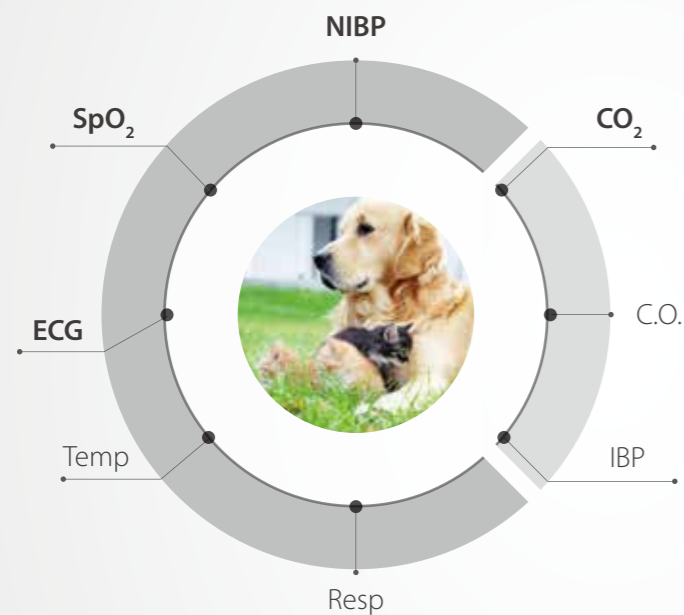 NIBP
SpO₂
CO₂
ECG
C.O.
Temp
IBP
Resp